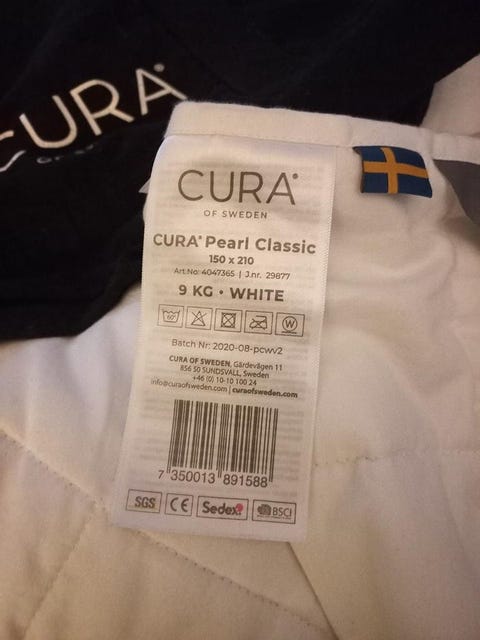 CURA®
CURA®
OF SWEDEN
CURA® Pearl Classic
150 x 210
Art.No: 4047365 | J.nr. 29877
9 KG • WHITE
60°
W
Batch Nr: 2020-08-pcwv2
CURA OF SWEDEN, Gärdevägen 11
856 50 SUNDSVALL, Sweden
+46 (0) 10-10 100 24
info@curaofsweden.com | curaofsweden.com
7 350013 891588
SGS CE Sedex BSCI